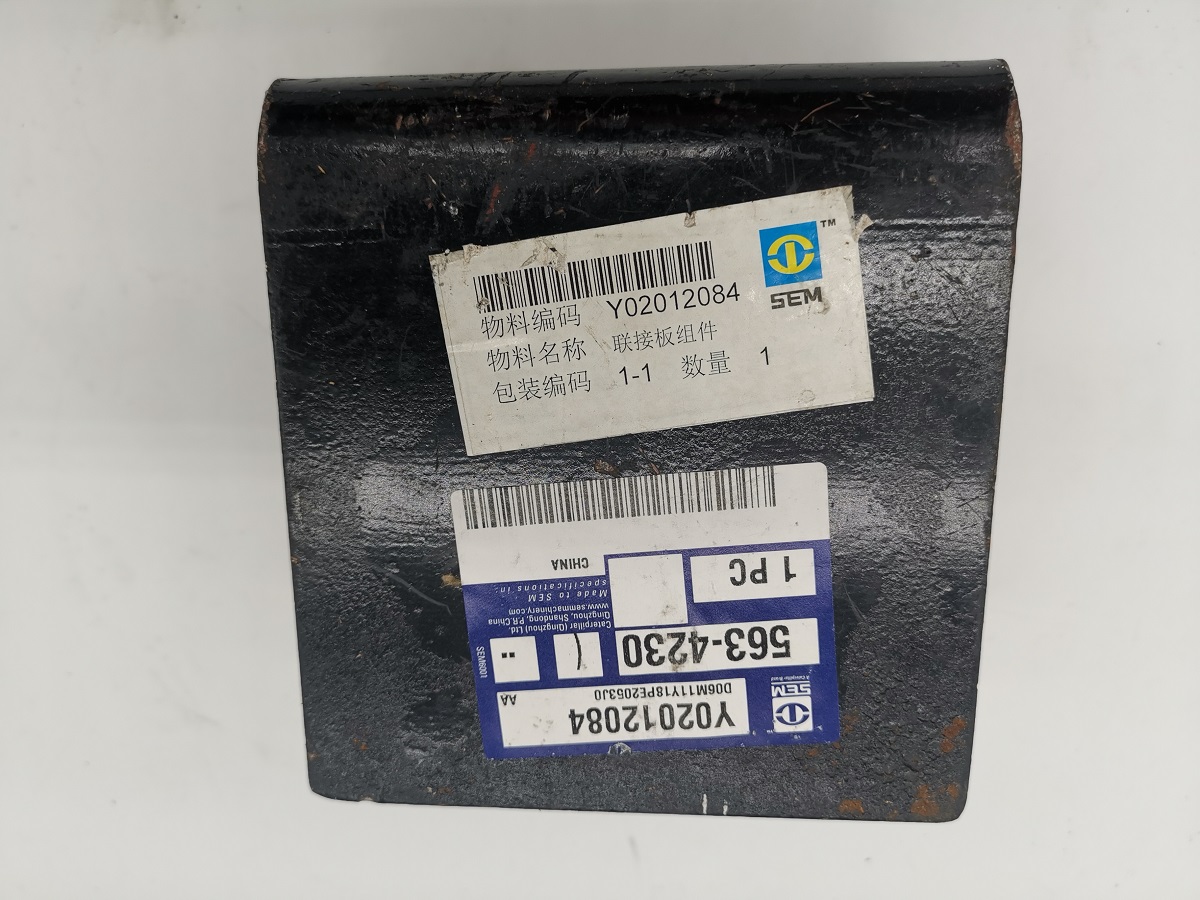 TM
SEM
物料编码 Y02012084
物料名称 联接板组件
包装编码 1-1 数量 1
Y02012084
AA
D06M11Y18PE2053J0
SEM
A Caterpillar Brand
563-4230
SEM6001
Caterpillar (Qingzhou) Ltd.
Qingzhou, Shandong, P.R.China
www.semmachinery.com
Made to SEM
specifications in:
CHINA
1 PC